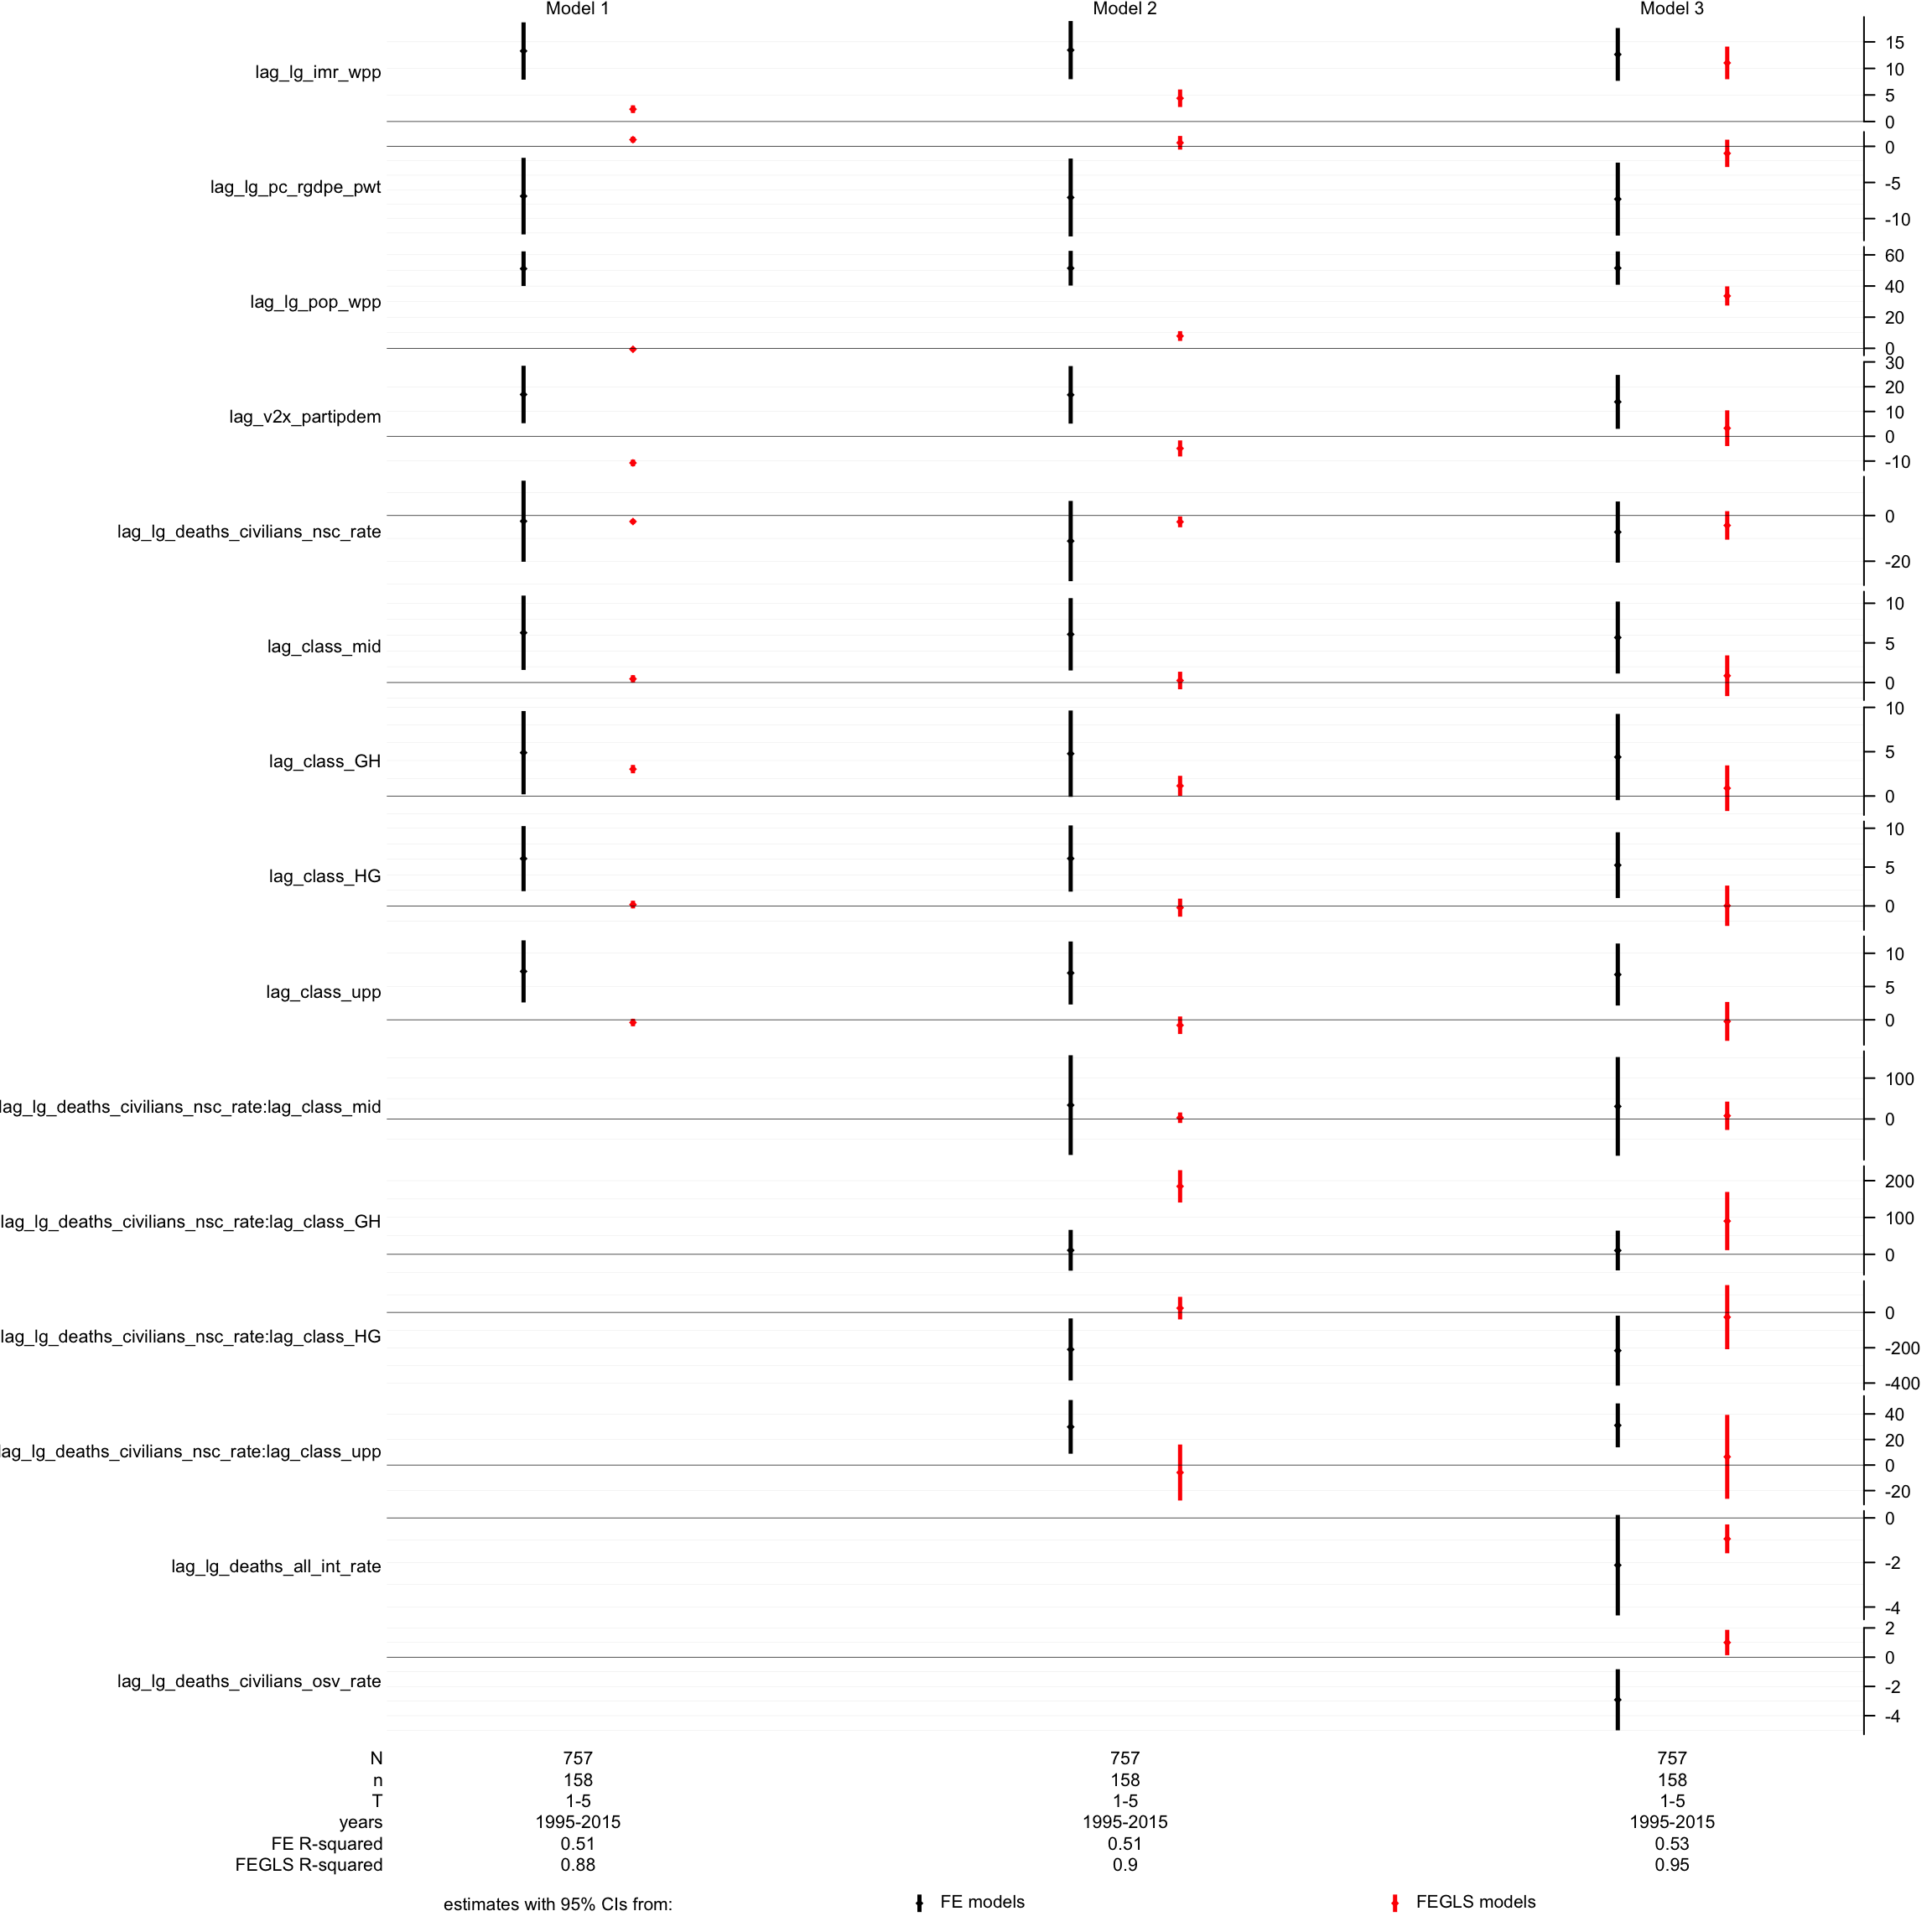 Model 1 Model 2 Model 3
lag_lg_imr_wpp
15
10
5
0
lag_lg_pc_rgdpe_pwt
0
-5
-10
lag_lg_pop_wpp
60
40
20
0
lag_v2x_partipdem
30
20
10
0
-10
lag_lg_deaths_civilians_nsc_rate
0
-20
lag_class_mid
10
5
0
lag_class_GH
10
5
0
lag_class_HG
10
5
0
lag_class_upp
10
5
0
lag_lg_deaths_civilians_nsc_rate:lag_class_mid
100
0
lag_lg_deaths_civilians_nsc_rate:lag_class_GH
200
100
0
lag_lg_deaths_civilians_nsc_rate:lag_class_HG
0
-200
-400
lag_lg_deaths_civilians_nsc_rate:lag_class_upp
40
20
0
-20
lag_lg_deaths_all_int_rate
0
-2
-4
lag_lg_deaths_civilians_osv_rate
2
0
-2
-4
N 757 757 757
n 158 158 158
T 1-5 1-5 1-5
years 1995-2015 1995-2015 1995-2015
FE R-squared 0.51 0.51 0.53
FEGLS R-squared 0.88 0.9 0.95
estimates with 95% CIs from: FE models FEGLS models